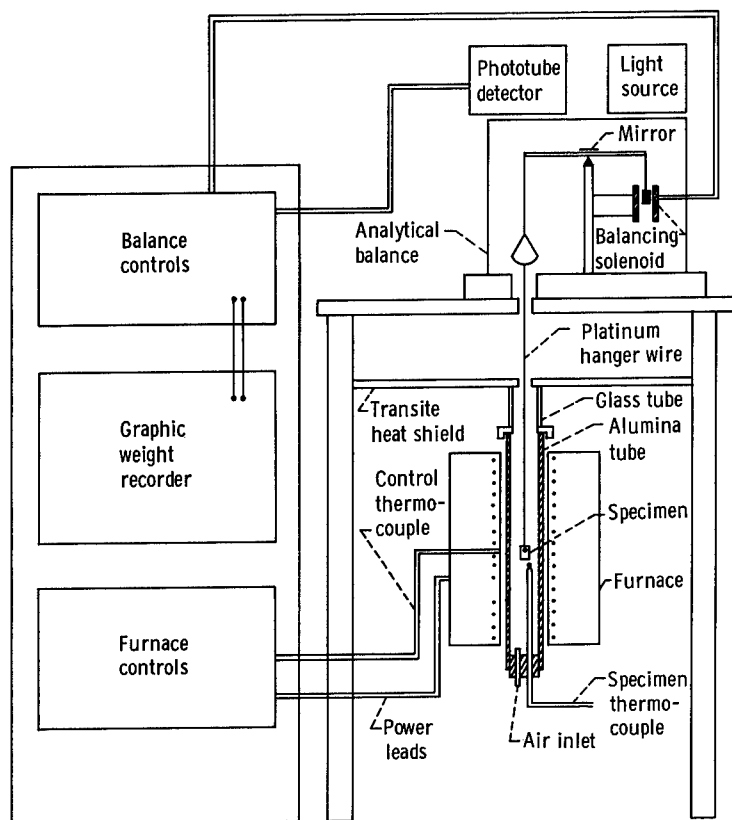 Phototube
detector
Light
source
Mirror
Balance
controls
Analytical
balance
Balancing
solenoid
Platinum
hanger wire
Transite
heat shield
Glass tube
Alumina
tube
Graphic
weight
recorder
Control
thermo-
couple
Specimen
Furnace
Furnace
controls
Power
leads
Air inlet
Specimen
thermo-
couple